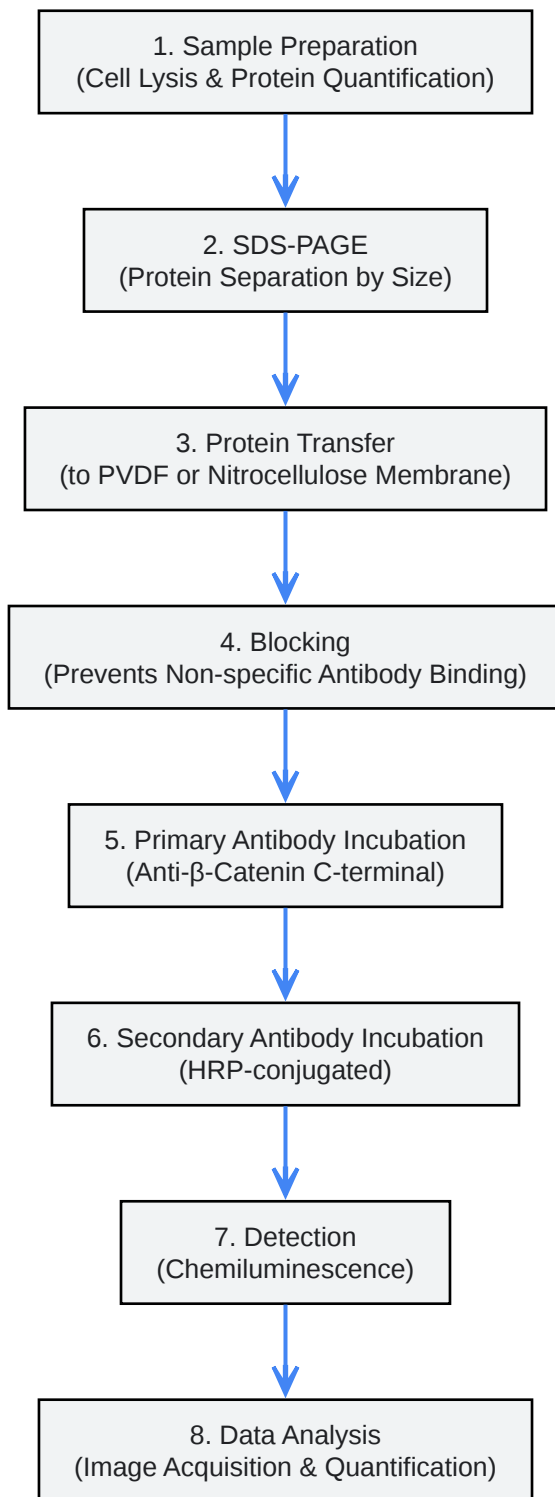 1. Sample Preparation
(Cell Lysis & Protein Quantification)
2. SDS-PAGE
(Protein Separation by Size)
3. Protein Transfer
(to PVDF or Nitrocellulose Membrane)
4. Blocking
(Prevents Non-specific Antibody Binding)
5. Primary Antibody Incubation
(Anti-β-Catenin C-terminal)
6. Secondary Antibody Incubation
(HRP-conjugated)
7. Detection
(Chemiluminescence)
8. Data Analysis
(Image Acquisition & Quantification)